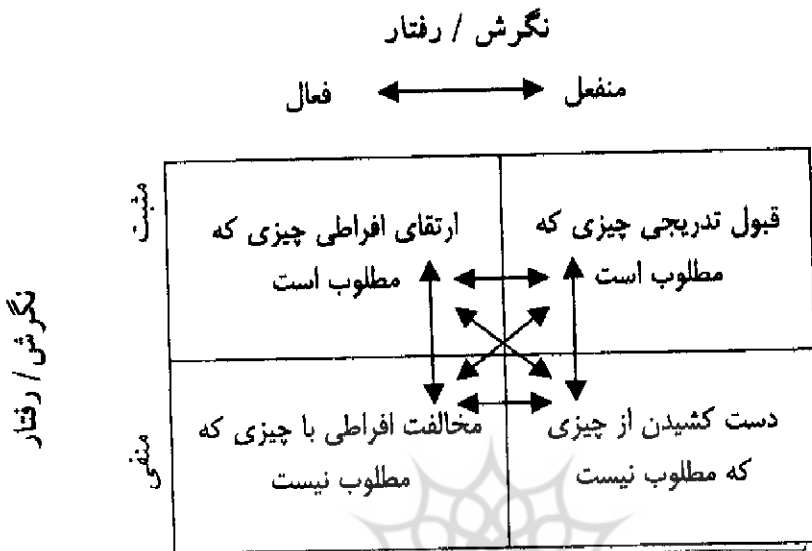 نگرش / رفتار
منفعل
فعال
مثبت
قبول تدریجی چیزی که
مطلوب است
ارتقای افراطی چیزی که
مطلوب است
نگرش / رفتار
منفی
دست کشیدن از چیزی
که مطلوب نیست
مخالفت افراطی با چیزی که
مطلوب نیست